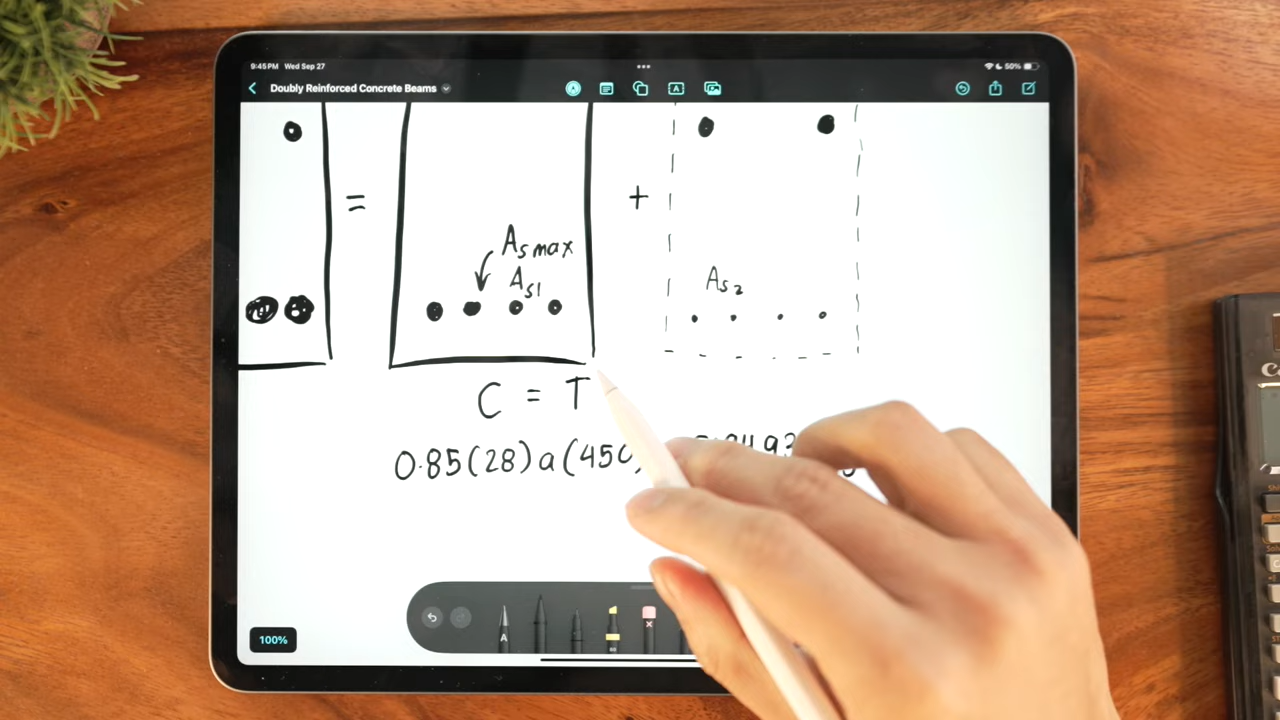 9:45 PM Wed Sep 27
50%
Doubly Reinforced Concrete Beams
A
=
+
As max
As1
As2
C = T
0.85(28)a(450
A
100%